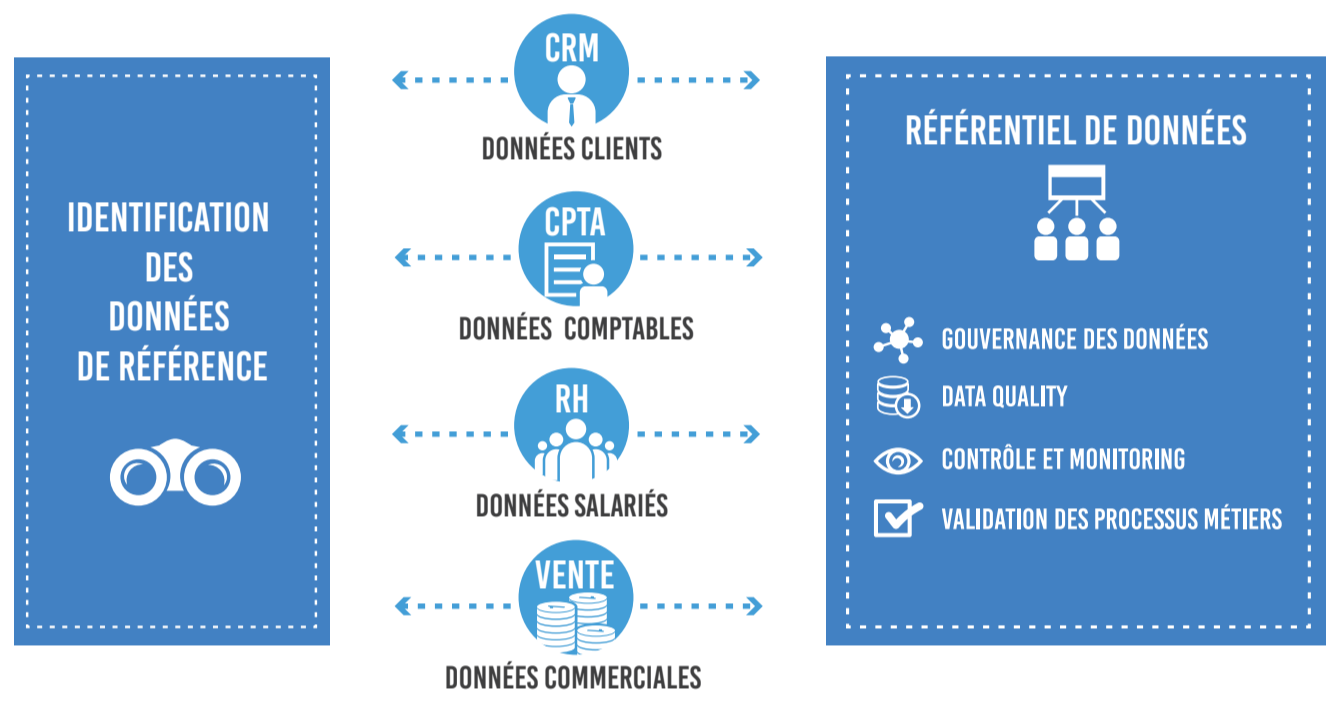 IDENTIFICATION
DES
DONNÉES
DE RÉFÉRENCE
CRM
DONNÉES CLIENTS
CPTA
DONNÉES COMPTABLES
RH
DONNÉES SALARIÉS
VENTE
DONNÉES COMMERCIALES
RÉFÉRENTIEL DE DONNÉES
GOUVERNANCE DES DONNÉES
DATA QUALITY
CONTRÔLE ET MONITORING
VALIDATION DES PROCESSUS MÉTIERS